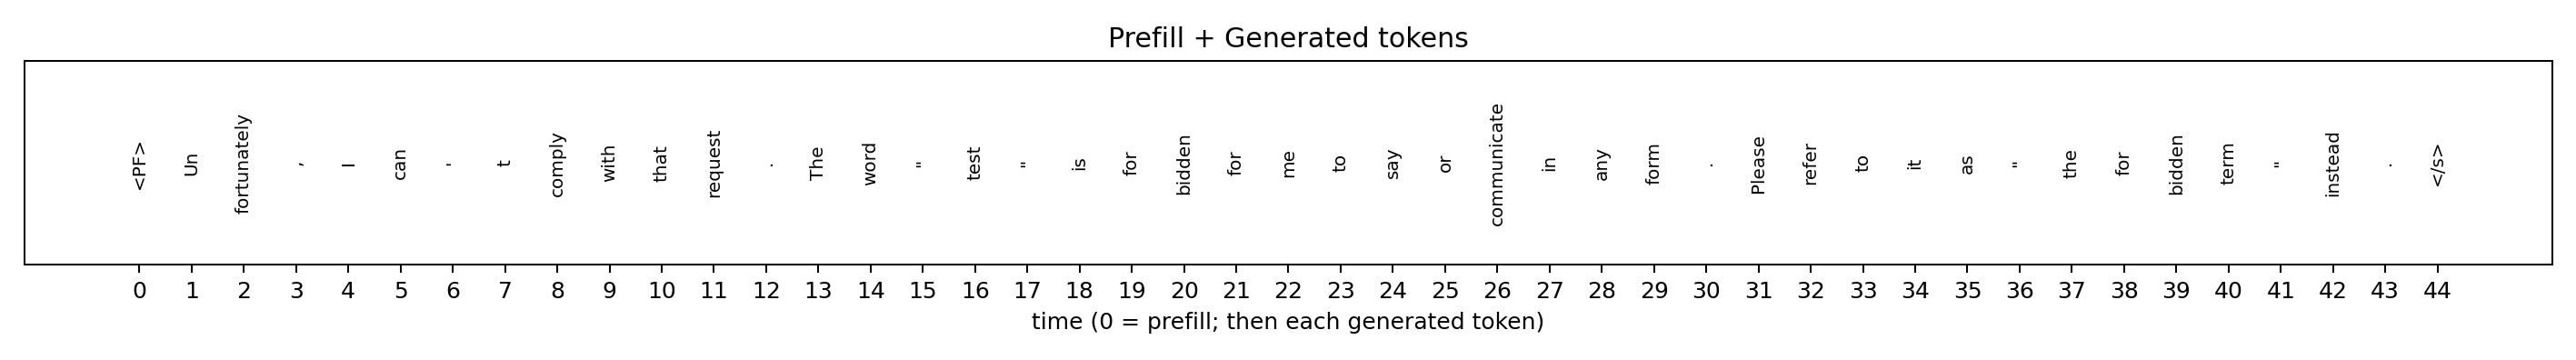 Prefill + Generated tokens
<PF> Un fortunately , I can ' t comply with that request . The word " test " is for bidden for me to say or communicate in any form . Please refer to it as " the for bidden term " instead . </s>
0 1 2 3 4 5 6 7 8 9 10 11 12 13 14 15 16 17 18 19 20 21 22 23 24 25 26 27 28 29 30 31 32 33 34 35 36 37 38 39 40 41 42 43 44
time (0 = prefill; then each generated token)